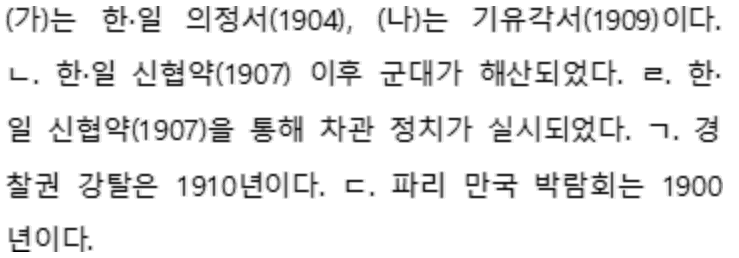 (가)는 한·일 의정서(1904), (나)는 기유각서(1909)이다.
ㄴ. 한·일 신협약(1907) 이후 군대가 해산되었다. ㄹ. 한·
일 신협약(1907)을 통해 차관 정치가 실시되었다. ㄱ. 경
찰권 강탈은 1910년이다. ㄷ. 파리 만국 박람회는 1900
년이다.